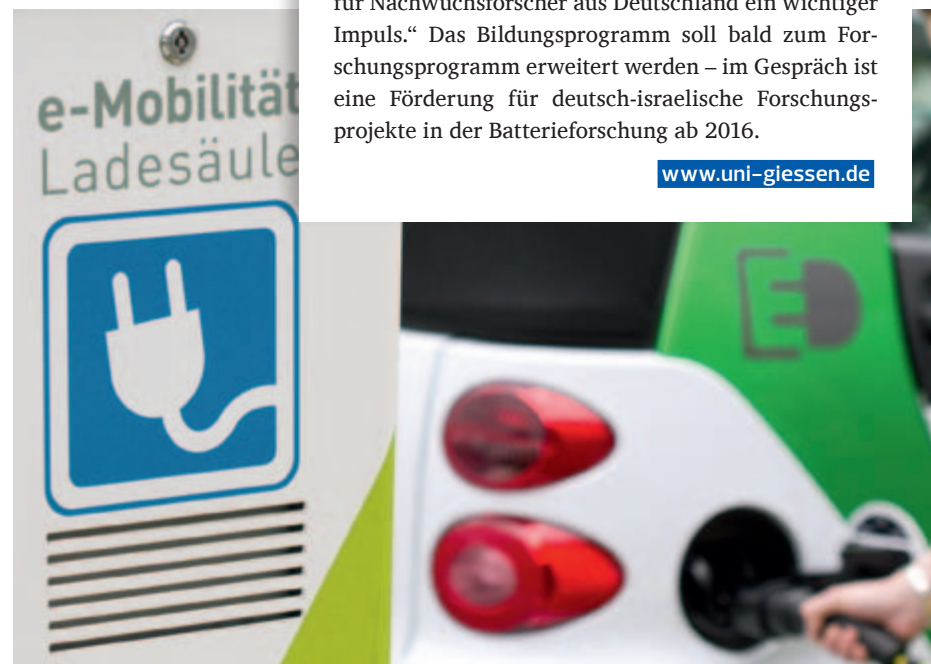 für Nachwuchsforscher aus Deutschland ein wichtiger
Impuls.“ Das Bildungsprogramm soll bald zum For-
schungsprogramm erweitert werden – im Gespräch ist
eine Förderung für deutsch-israelische Forschungs-
projekte in der Batterieforschung ab 2016.
www.uni-giessen.de
e-Mobilität
Ladesäule